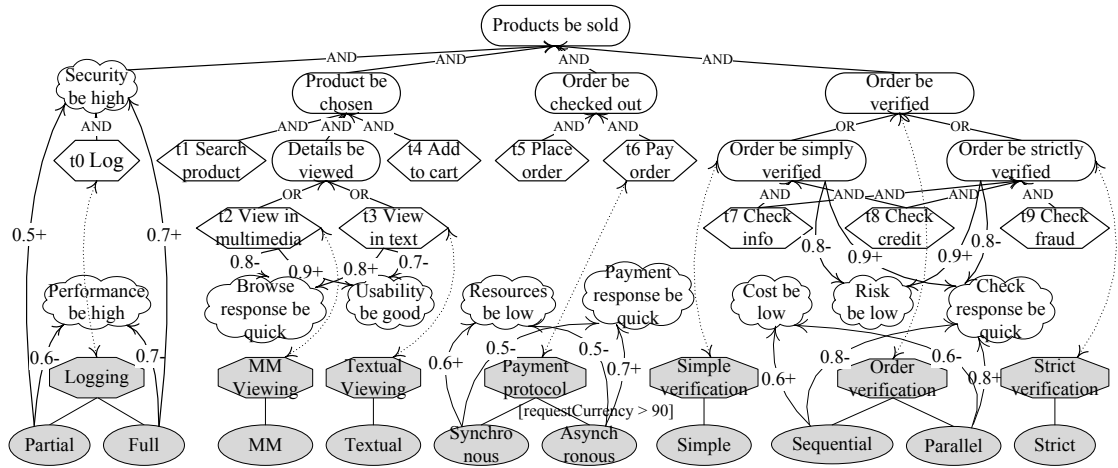 Products be sold
AND
AND
AND
AND
Security
be high
Product be
chosen
Order be
checked out
Order be
verified
AND
AND
AND
AND
AND
AND
OR
OR
t0 Log
t1 Search
product
Details be
viewed
t4 Add
to cart
t5 Place
order
t6 Pay
order
Order be simply
verified
Order be strictly
verified
OR
OR
AND
AND
AND
AND
AND
t2 View in
multimedia
t3 View
in text
t7 Check
info
t8 Check
credit
t9 Check
fraud
0.5+
0.7+
0.8-
0.9+
0.8+
0.7-
0.8-
0.9+
0.9+
0.8-
Performance
be high
Browse
response be
quick
Usability
be good
Resources
be low
Payment
response be
quick
Cost be
low
Risk
be low
Check
response be
quick
0.6-
0.7-
0.6+
0.5-
0.5-
0.7+
0.6+
0.8-
0.6-
0.8+
Logging
MM
Viewing
Textual
Viewing
Payment
protocol
Simple
verification
Order
verification
Strict
verification
[requestCurrency > 90]
Partial
Full
MM
Textual
Synchro
nous
Asynch
ronous
Simple
Sequential
Parallel
Strict